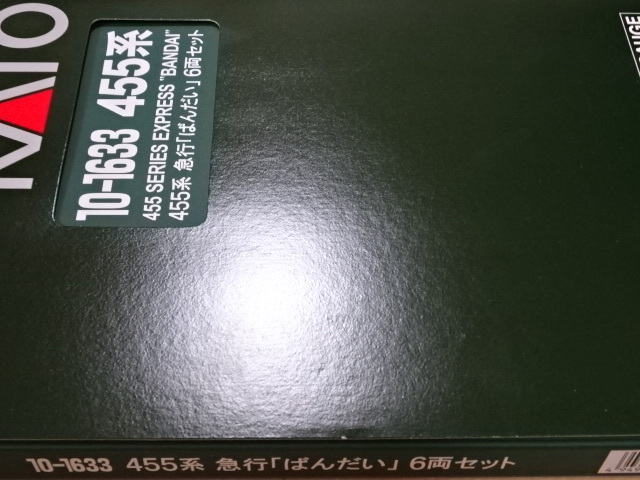 KATO
10-1633 455系
455 SERIES EXPRESS "BANDAI"
455系 急行「ばんだい」6両セット
10-1633 455系 急行「ばんだい」6両セット